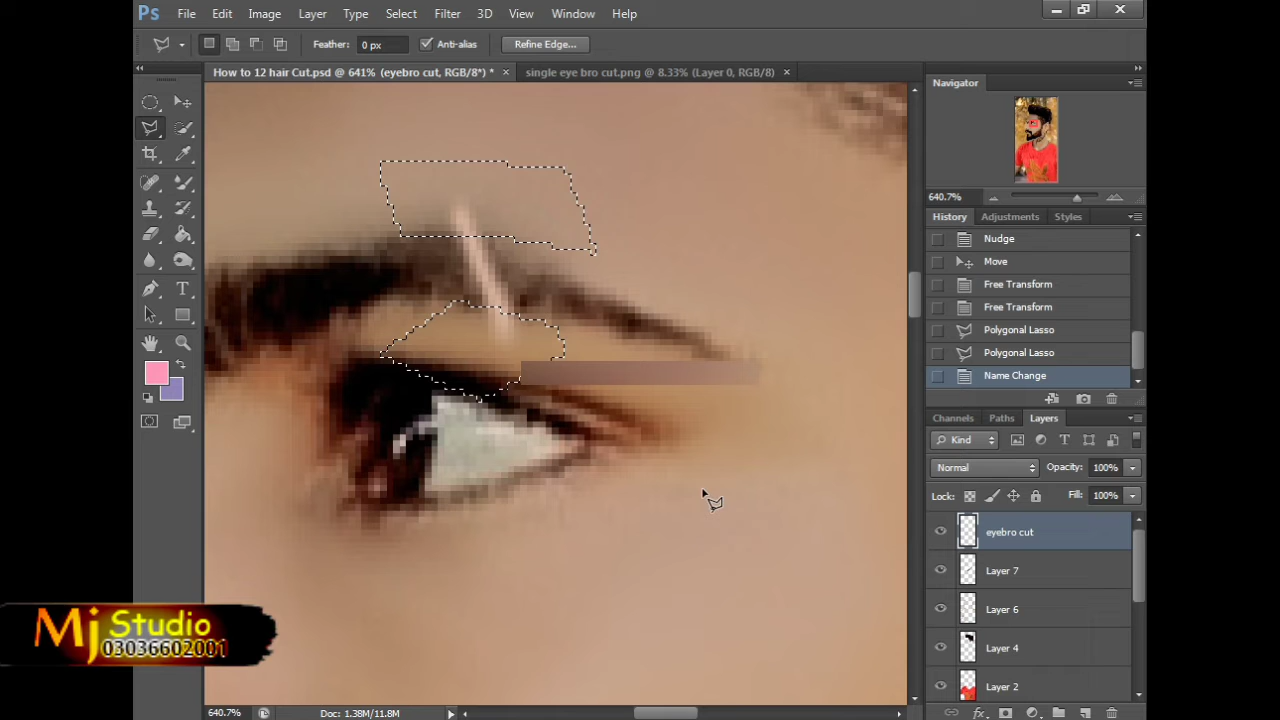 Ps File Edit Image Layer Type Select Filter 3D View Window Help
Feather: 0 px Anti-alias Refine Edge...
How to 12 hair Cut.psd @ 641% (eyebro cut, RGB/8*) * × single eye bro cut.png @ 8.33% (Layer 0, RGB/8) ×
Navigator
640.7%
History Adjustments Styles
Nudge
Move
Free Transform
Free Transform
Polygonal Lasso
Polygonal Lasso
Name Change
Channels Paths Layers
Kind
Normal Opacity: 100%
Lock: Fill: 100%
eyebro cut
Layer 7
Layer 6
Layer 4
Layer 2
fx
Mj Studio
03036602001
640.7% Doc: 1.38M/11.8M